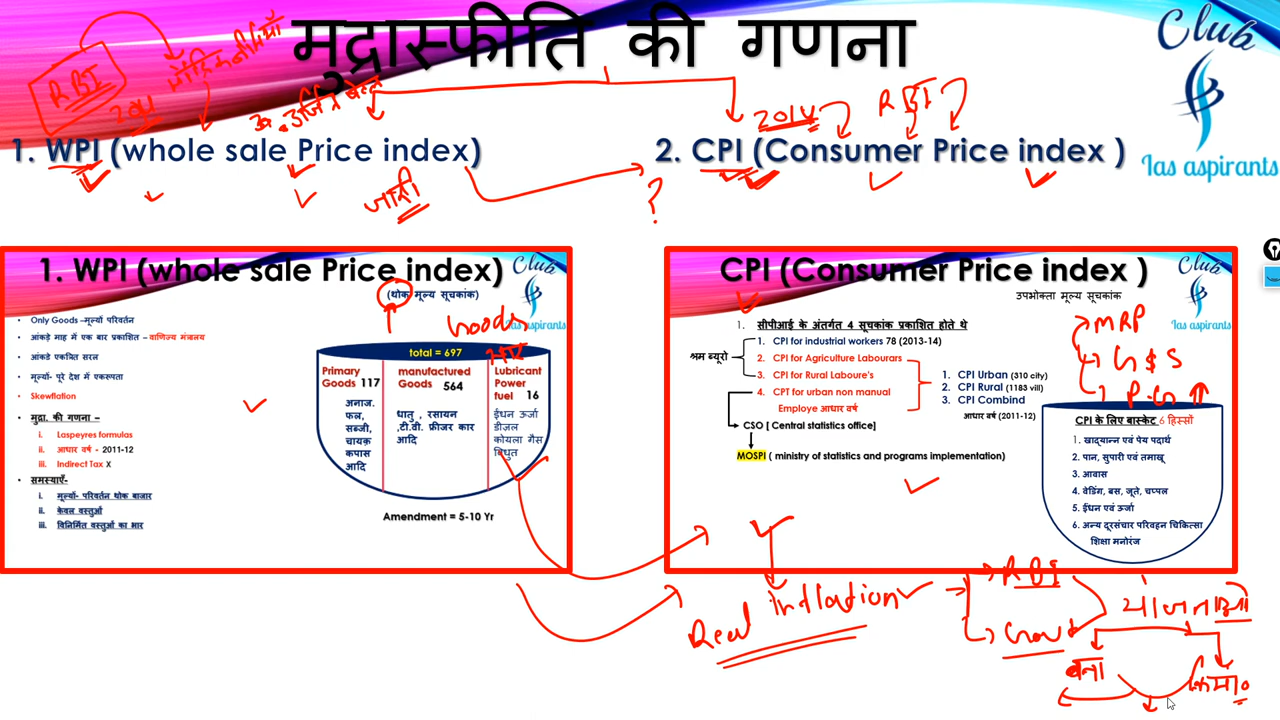 मुद्रास्फीति की गणना
Club
Ias aspirants
RBI
2014
2014
RBI
1. WPI (whole sale Price index)
2. CPI (Consumer Price index )
जारी
?
1. WPI (whole sale Price index)
Club
Ias aspirants
(थोक मूल्य सूचकांक)
Goods
• Only Goods –मूल्यों परिवर्तन
• आंकड़े माह में एक बार प्रकाशित – वाणिज्य मंत्रालय
• आंकडे एकत्रित सरल
• मूल्यों- पूरे देश में एकरुपता
• Skewflation
• मुद्रा. की गणना –
i. Laspeyres formulas
ii. आधार वर्ष - 2011-12
iii. Indirect Tax X
• समस्याएँ-
i. मूल्यों- परिवर्तन थोक बाजार
ii. केवल वस्तुओं
iii. विनिर्मित वस्तुओं का भार
total = 697
Primary Goods 117
अनाज.
फल,
सब्जी,
चायक़
कपास
आदि
manufactured Goods 564
धातु , रसायन
,टी.वी. फ्रीजर कार
आदि
Lubricant
Power
fuel 16
ईंधन ऊर्जा
डीज़ल
कोयला गैस
विधुत
Amendment = 5-10 Yr
CPI (Consumer Price index )
Club
Ias aspirants
उपभोक्ता मूल्य सूचकांक
1. सीपीआई के अंतर्गत 4 सूचकांक प्रकाशित होते थे
श्रम ब्यूरो
1. CPI for industrial workers 78 (2013-14)
2. CPI for Agriculture Labourars
3. CPI for Rural Laboure's
4. CPT for urban non manual
Employe आधार वर्ष
1. CPI Urban (310 city)
2. CPI Rural (1183 vill)
3. CPI Combind
आधार वर्ष (2011-12)
CSO [ Central statistics office]
MOSPI ( ministry of statistics and programs implementation)
MRP
G & S
CPI के लिए बास्केट 6 हिस्सों
1. खाद्यान्न एवं पेय पदार्थ
2. पान, सुपारी एवं तमाखू
3. आवास
4. वेडिंग, बस, जूते, चप्पल
5. ईंधन एवं ऊर्जा
6. अन्य दूरसंचार परिवहन चिकित्सा
शिक्षा मनोरंज
Real inflation
RBI
Govt
योजनाओ
बना